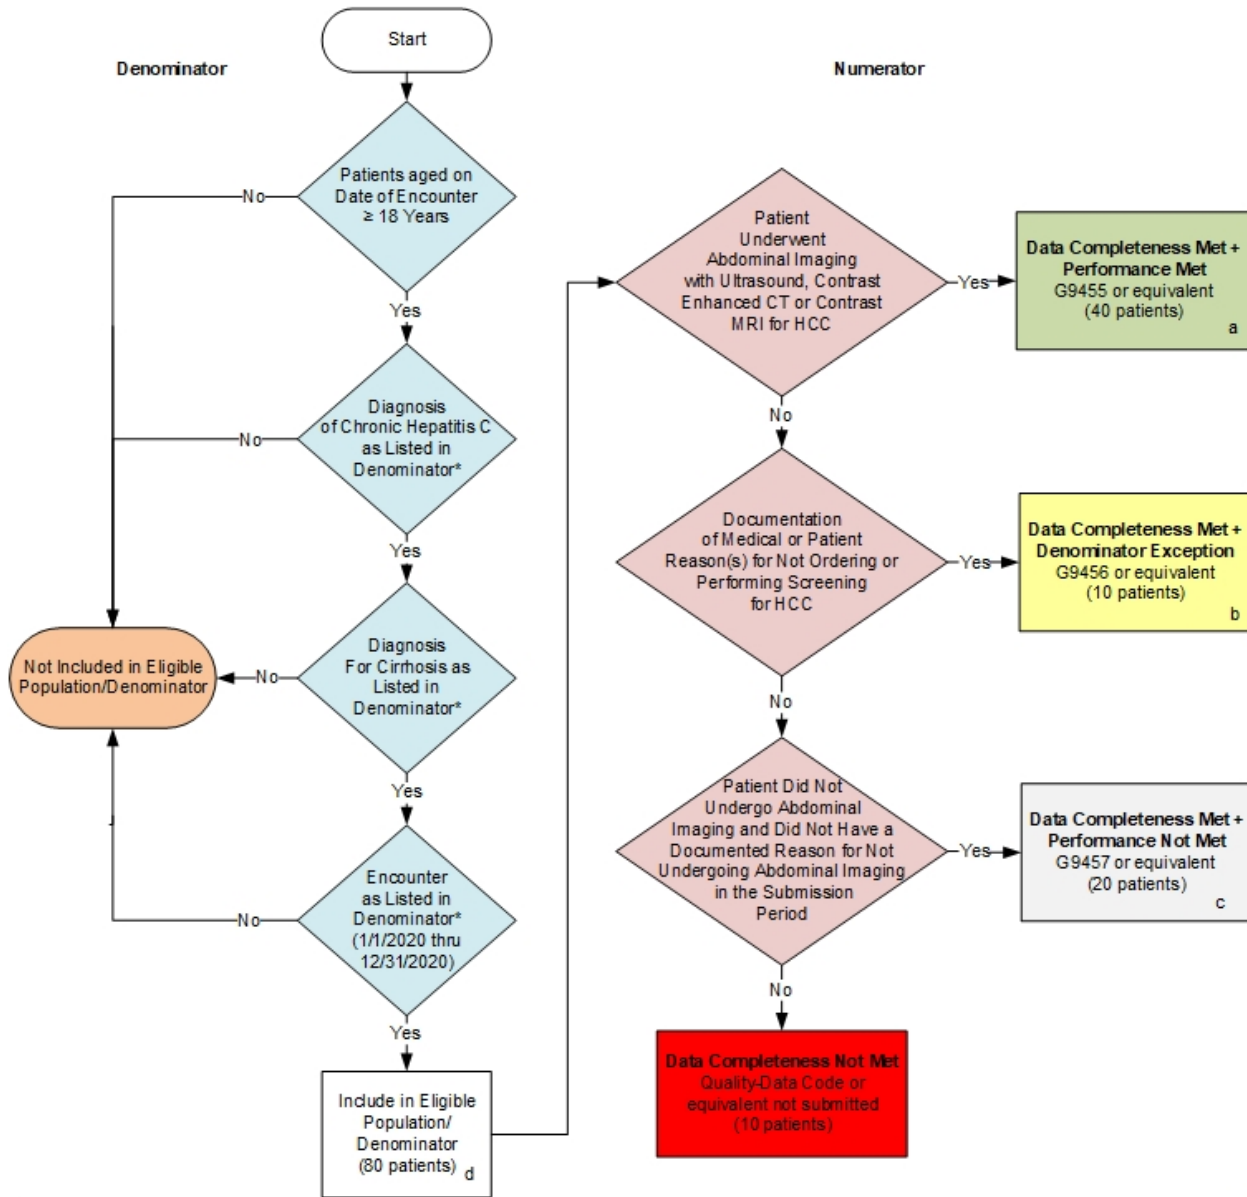 Start
Denominator
Patients aged on
Date of Encounter
≥ 18 Years
No
Yes
Diagnosis
of Chronic Hepatitis C
as Listed in
Denominator*
No
Yes
Diagnosis
For Cirrhosis as
Listed in
Denominator*
No
Not Included in Eligible
Population/Denominator
Yes
Encounter
as Listed in
Denominator*
(1/1/2020 thru
12/31/2020)
No
Yes
Include in Eligible
Population/
Denominator
(80 patients)
d
Numerator
Patient
Underwent
Abdominal Imaging
with Ultrasound, Contrast
Enhanced CT or Contrast
MRI for HCC
Yes
Data Completeness Met +
Performance Met
G9455 or equivalent
(40 patients)
a
No
Documentation
of Medical or Patient
Reason(s) for Not Ordering or
Performing Screening
for HCC
Yes
Data Completeness Met +
Denominator Exception
G9456 or equivalent
(10 patients)
b
No
Patient Did Not
Undergo Abdominal
Imaging and Did Not Have a
Documented Reason for Not
Undergoing Abdominal Imaging
in the Submission
Period
Yes
Data Completeness Met +
Performance Not Met
G9457 or equivalent
(20 patients)
c
No
Data Completeness Not Met
Quality-Data Code or
equivalent not submitted
(10 patients)